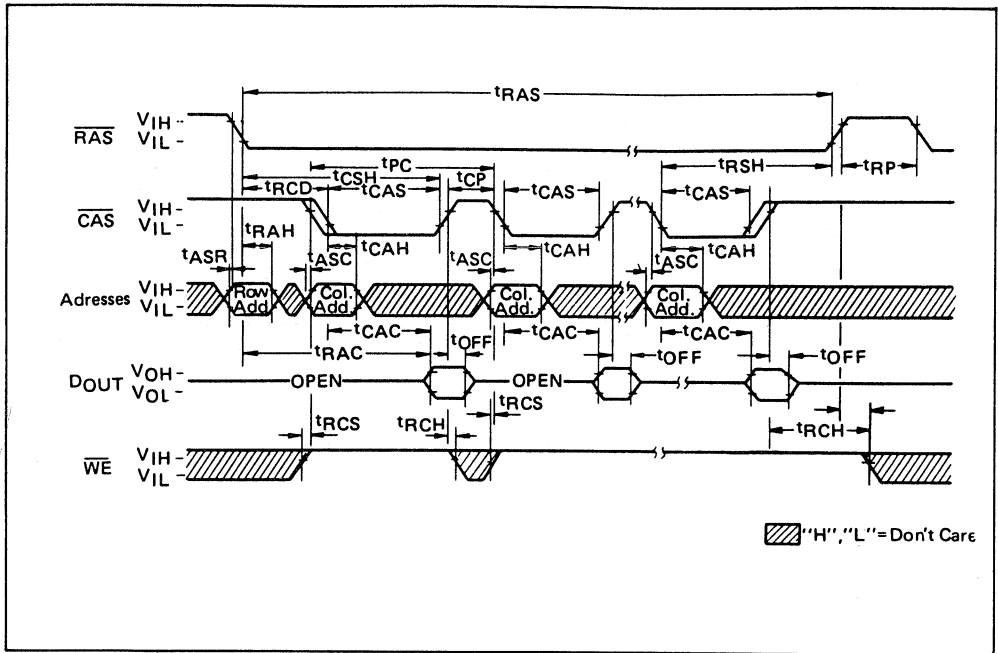 tRAS
VIH
RAS
VIL
tPC
tRSH
tRP
tCSH
tCP
tRCD
tCAS
tCAS
tCAS
VIH
CAS
VIL
tRAH
tCAH
tCAH
tCAH
tASR
tASC
tASC
tASC
VIH
Adresses
VIL
Row Add.
Col. Add.
Col. Add.
Col. Add.
tCAC
tCAC
tCAC
tRAC
tOFF
tOFF
tOFF
VOH
DOUT
VOL
OPEN
OPEN
tRCS
tRCH
tRCS
tRCH
VIH
WE
VIL
"H","L"=Don't Care